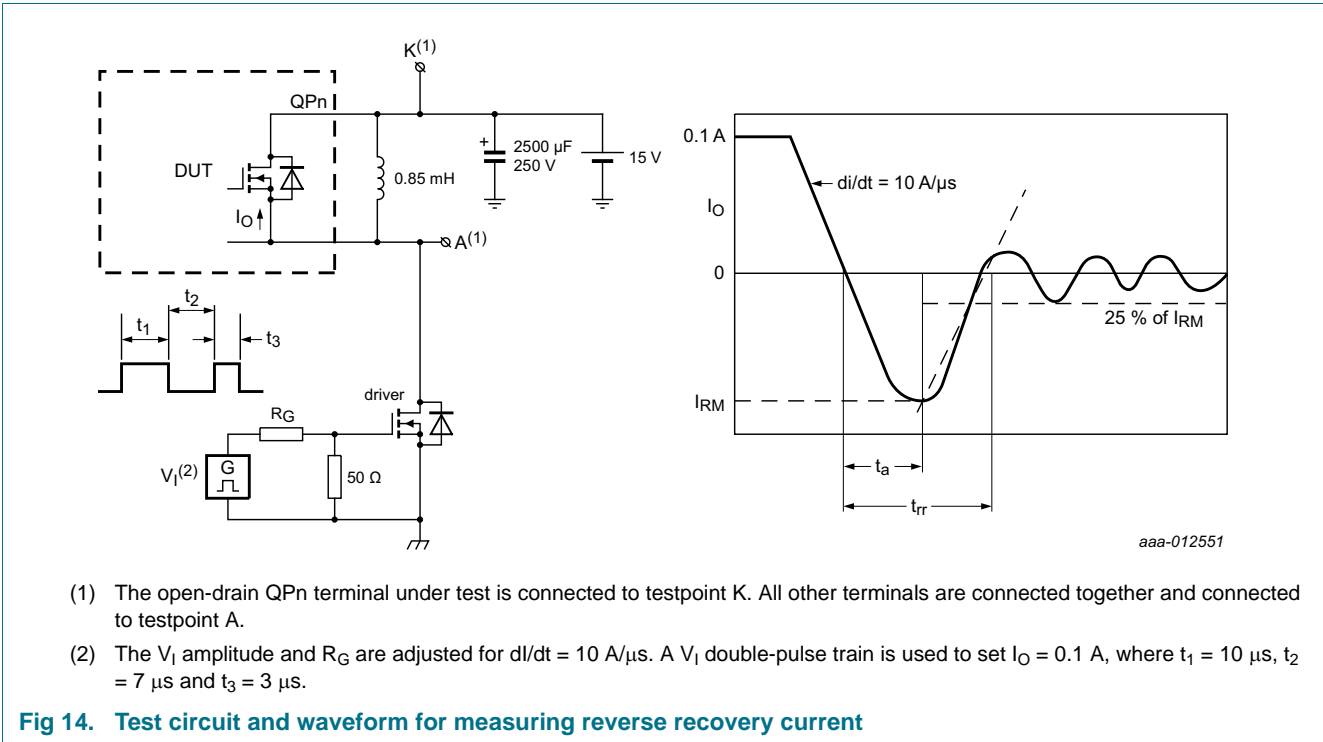 K(1)
QPn
DUT
IO
0.85 mH
+
2500 µF
250 V
15 V
A(1)
t1
t2
t3
driver
RG
VI(2)
G
50 Ω
0.1 A
di/dt = 10 A/µs
IO
0
25 % of IRM
IRM
ta
trr
aaa-012551
(1) The open-drain QPn terminal under test is connected to testpoint K. All other terminals are connected together and connected
to testpoint A.
(2) The VI amplitude and RG are adjusted for dI/dt = 10 A/µs. A VI double-pulse train is used to set IO = 0.1 A, where t1 = 10 µs, t2
= 7 µs and t3 = 3 µs.
Fig 14. Test circuit and waveform for measuring reverse recovery current